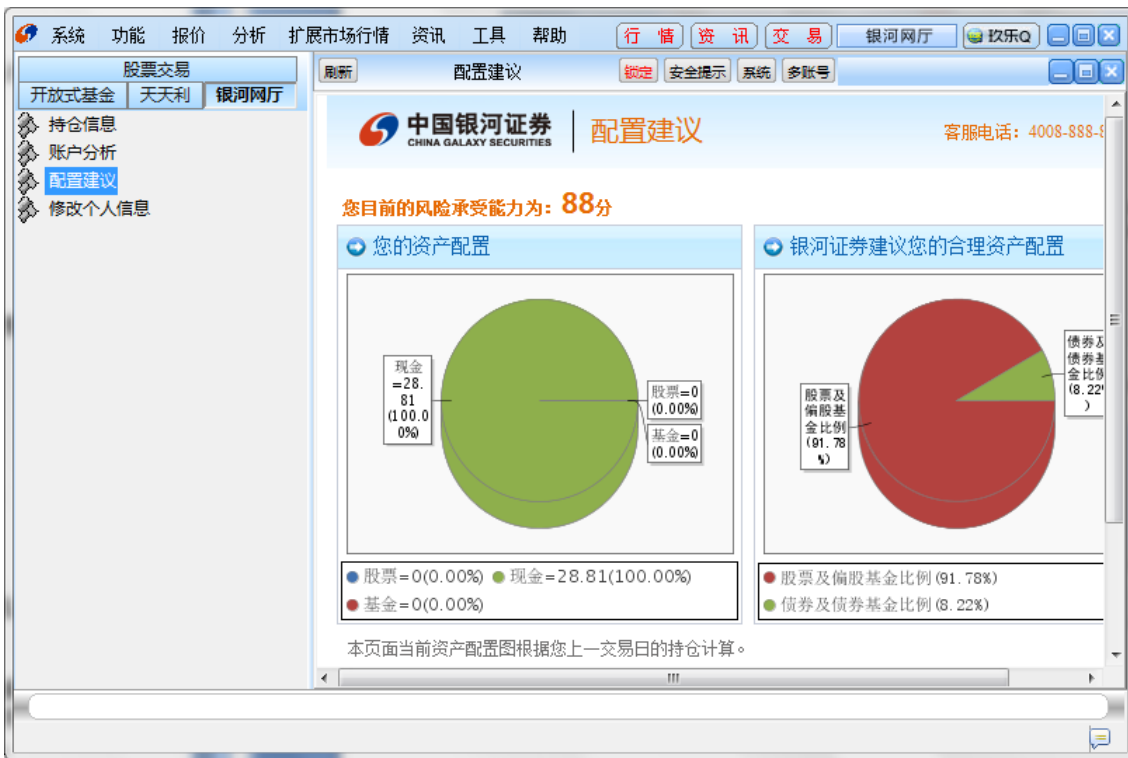 系统 功能 报价 分析 扩展市场行情 资讯 工具 帮助 行 情 资 讯 交 易 银河网厅 玖乐Q
股票交易
开放式基金 天天利 银河网厅
持仓信息
账户分析
配置建议
修改个人信息
刷新 配置建议 锁定 安全提示 系统 多账号
中国银河证券 配置建议 客服电话：4008-888-8
CHINA GALAXY SECURITIES
您目前的风险承受能力为：88分
您的资产配置
现金
=28.
81
(100.0
0%)
股票=0
(0.00%)
基金=0
(0.00%)
股票=0(0.00%) 现金=28.81(100.00%)
基金=0(0.00%)
银河证券建议您的合理资产配置
股票及
偏股基
金比例
(91.78
%)
债券及
债券基
金比例
(8.22%
)
股票及偏股基金比例(91.78%)
债券及债券基金比例(8.22%)
本页面当前资产配置图根据您上一交易日的持仓计算。